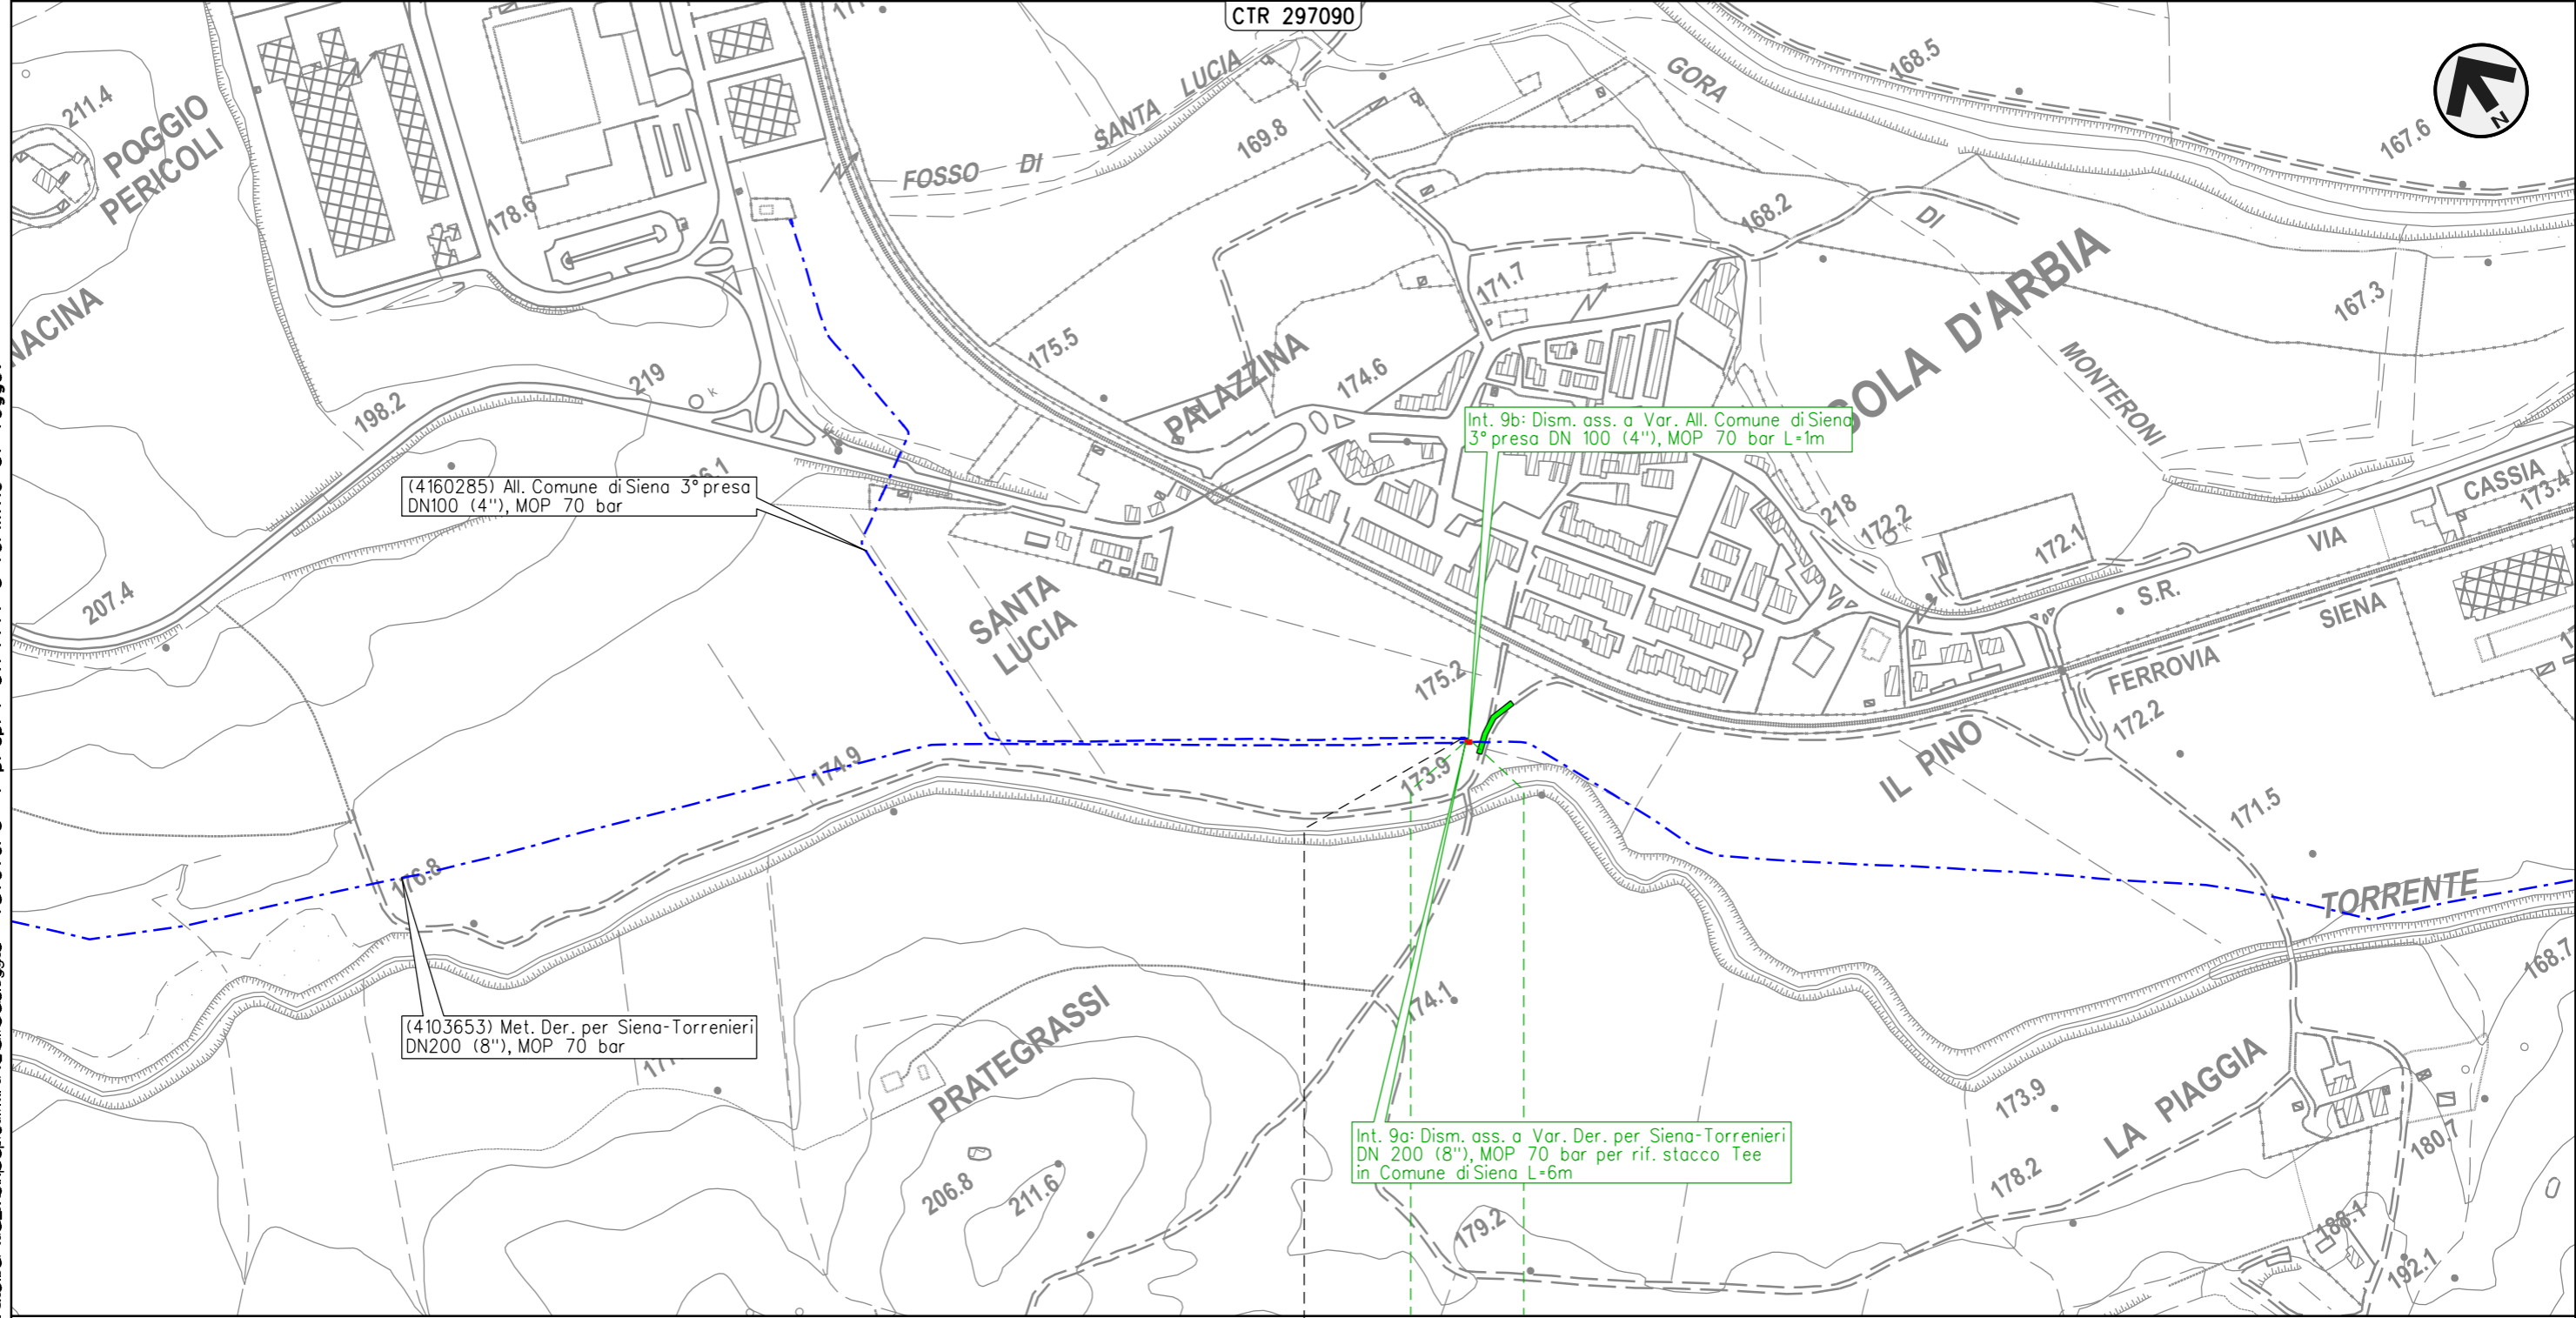 CTR 297090
N
211.4
POGGIO
PERICOLI
178.6
FOSSO DI SANTA LUCIA
169.8
GORA
168.5
167.6
168.2
DI
171.7
167.3
MONTERONI
175.5
PALAZZINA
174.6
219
K
198.2
207.4
(4160285) All. Comune di Siena 3° presa
DN100 (4"), MOP 70 bar
Int. 9b: Dism. ass. a Var. All. Comune di Siena
3° presa DN 100 (4"), MOP 70 bar L=1m
D'ARBIA
SANTA
LUCIA
218
172.2
K
172.1
S.R.
VIA
CASSIA
173.4
FERROVIA
SIENA
172.2
175.2
IL PINO
174.9
173.9
171.5
176.8
TORRENTE
168.7
(4103653) Met. Der. per Siena-Torrenieri
DN200 (8"), MOP 70 bar
PRATEGRASSI
174.1
206.8
211.6
Int. 9a: Dism. ass. a Var. Der. per Siena-Torrenieri
DN 200 (8"), MOP 70 bar per rif. stacco Tee
in Comune di Siena L=6m
173.9
LA PIAGGIA
178.2
180.7
179.2
188.1
192.1